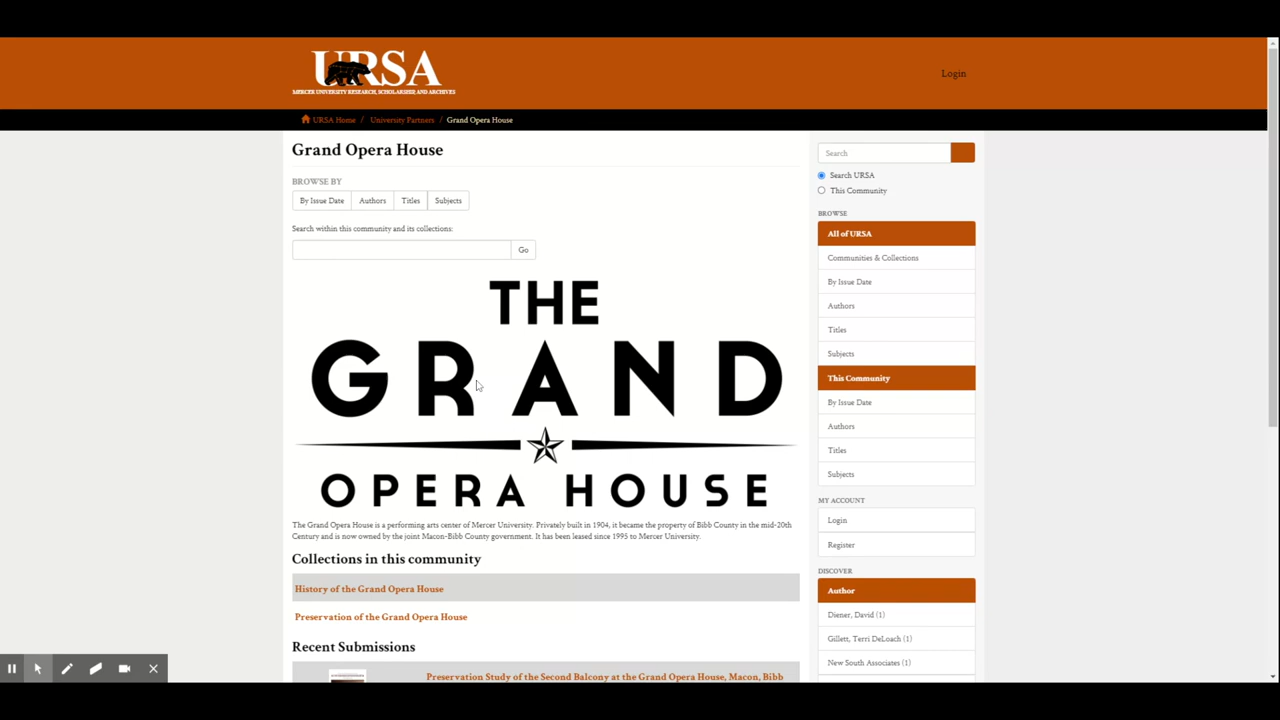 URSA
MERCER UNIVERSITY RESEARCH, SCHOLARSHIP, AND ARCHIVES
Login
URSA Home / University Partners / Grand Opera House
Grand Opera House
BROWSE BY
By Issue Date
Authors
Titles
Subjects
Search within this community and its collections:
Go
THE
GRAND
OPERA HOUSE
The Grand Opera House is a performing arts center of Mercer University. Privately built in 1904, it became the property of Bibb County in the mid-20th
Century and is now owned by the joint Macon-Bibb County government. It has been leased since 1995 to Mercer University.
Collections in this community
History of the Grand Opera House
Preservation of the Grand Opera House
Recent Submissions
Preservation Study of the Second Balcony at the Grand Opera House, Macon, Bibb
Search
Search URSA
This Community
BROWSE
All of URSA
Communities & Collections
By Issue Date
Authors
Titles
Subjects
This Community
By Issue Date
Authors
Titles
Subjects
MY ACCOUNT
Login
Register
DISCOVER
Author
Diener, David (1)
Gillett, Terri DeLoach (1)
New South Associates (1)